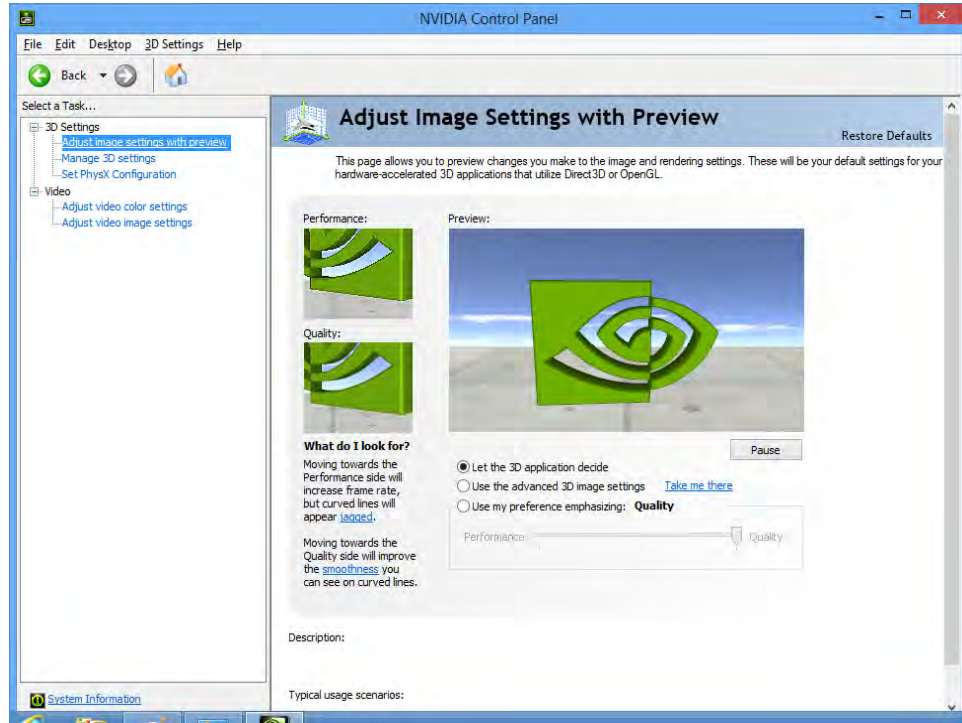 NVIDIA Control Panel
File Edit Desktop 3D Settings Help
Back
Select a Task...
3D Settings
Adjust image settings with preview
Manage 3D settings
Set PhysX Configuration
Video
Adjust video color settings
Adjust video image settings
System Information
Adjust Image Settings with Preview
Restore Defaults
This page allows you to preview changes you make to the image and rendering settings. These will be your default settings for your
hardware-accelerated 3D applications that utilize Direct3D or OpenGL.
Performance:
Quality:
What do I look for?
Moving towards the
Performance side will
increase frame rate,
but curved lines will
appear jagged.
Moving towards the
Quality side will improve
the smoothness you
can see on curved lines.
Preview:
Pause
Let the 3D application decide
Use the advanced 3D image settings Take me there
Use my preference emphasizing: Quality
Performance Quality
Description:
Typical usage scenarios: